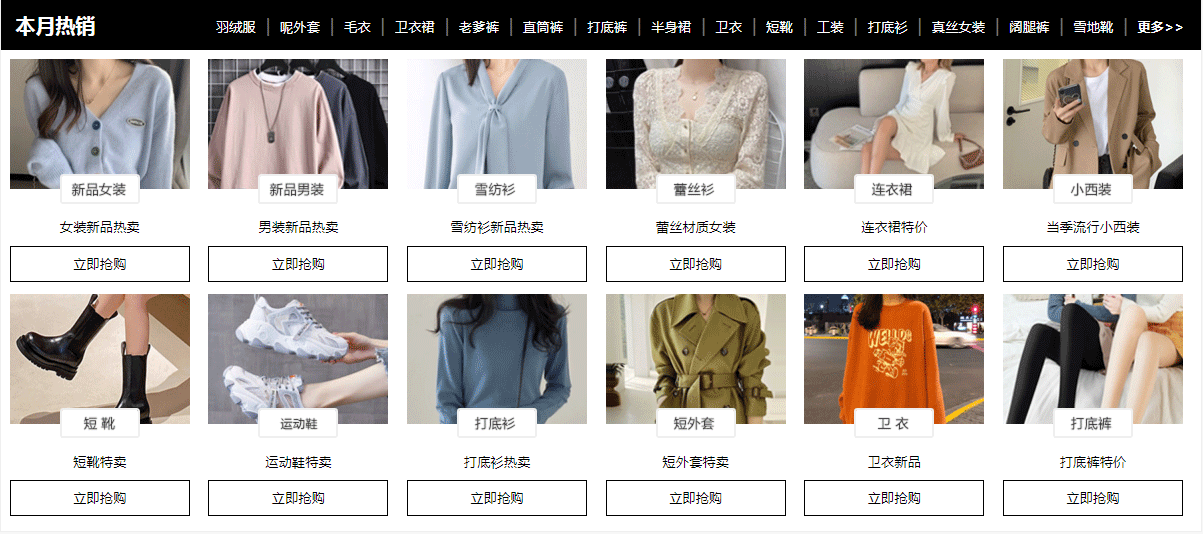 本月热销
羽绒服 | 呢外套 | 毛衣 | 卫衣裙 | 老爹裤 | 直筒裤 | 打底裤 | 半身裙 | 卫衣 | 短靴 | 工装 | 打底衫 | 真丝女装 | 阔腿裤 | 雪地靴 | 更多>>
新品女装 新品男装 雪纺衫 蕾丝衫 连衣裙 小西装
女装新品热卖 男装新品热卖 雪纺衫新品热卖 蕾丝材质女装 连衣裙特价 当季流行小西装
立即抢购 立即抢购 立即抢购 立即抢购 立即抢购 立即抢购
WELLDO
短 靴 运动鞋 打底衫 短外套 卫 衣 打底裤
短靴特卖 运动鞋特卖 打底衫热卖 短外套特卖 卫衣新品 打底裤特价
立即抢购 立即抢购 立即抢购 立即抢购 立即抢购 立即抢购